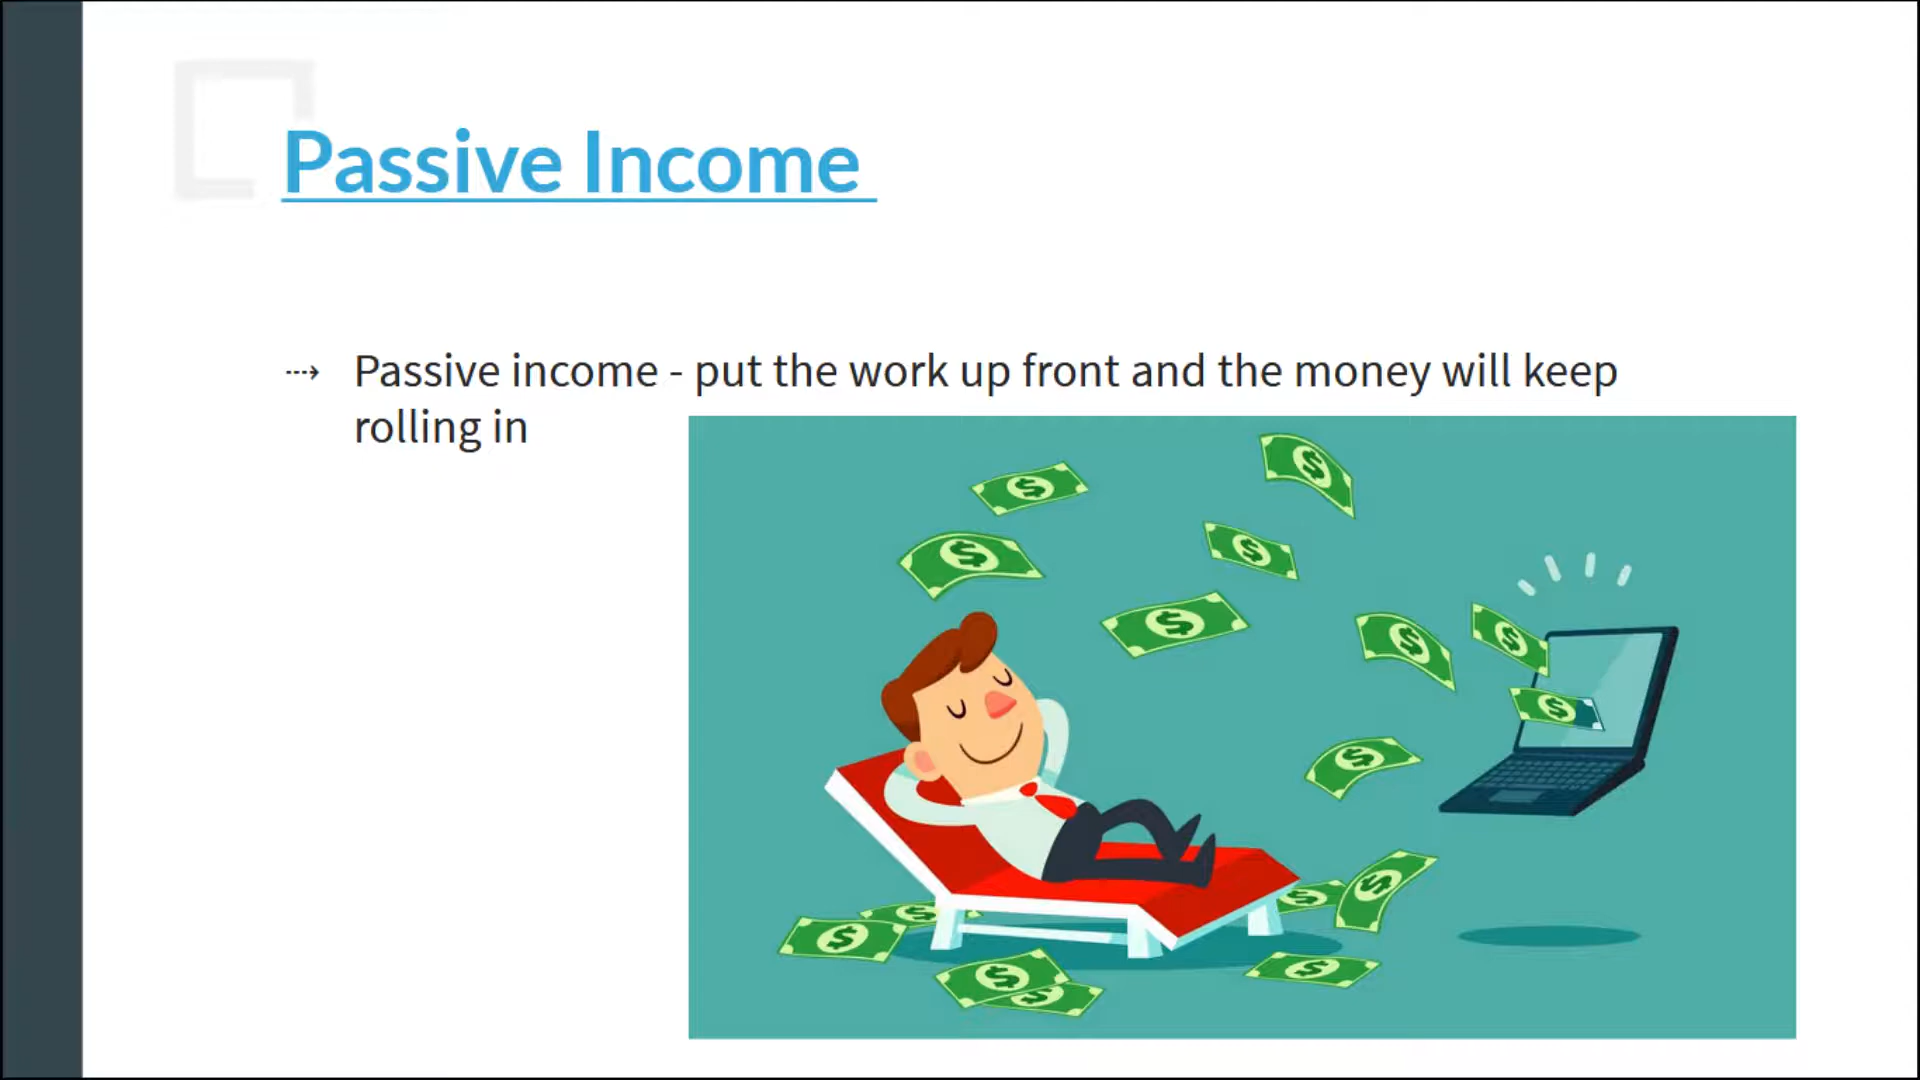 Passive Income
⇢ Passive income - put the work up front and the money will keep
rolling in